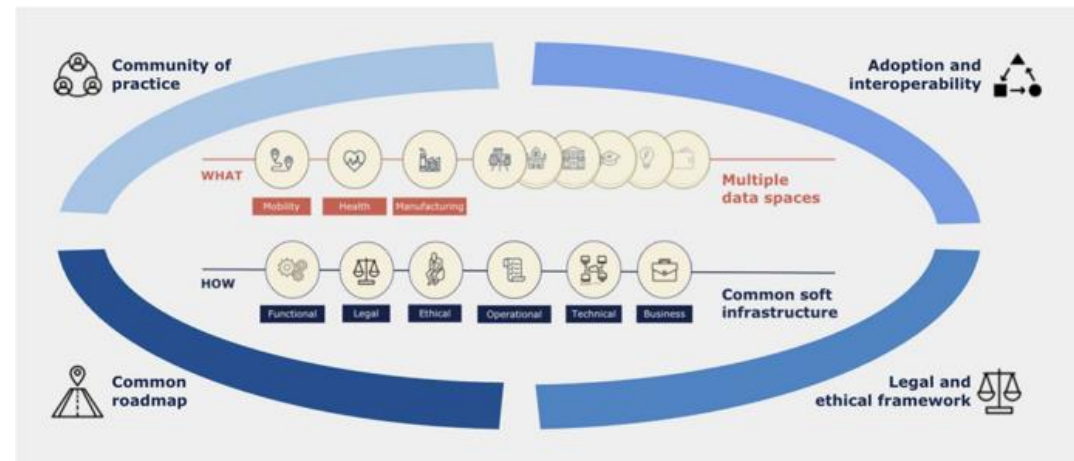 Community of
practice
Adoption and
interoperability
WHAT
Mobility
Health
Manufacturing
Multiple
data spaces
HOW
Functional
Legal
Ethical
Operational
Technical
Business
Common soft
infrastructure
Common
roadmap
Legal and
ethical framework